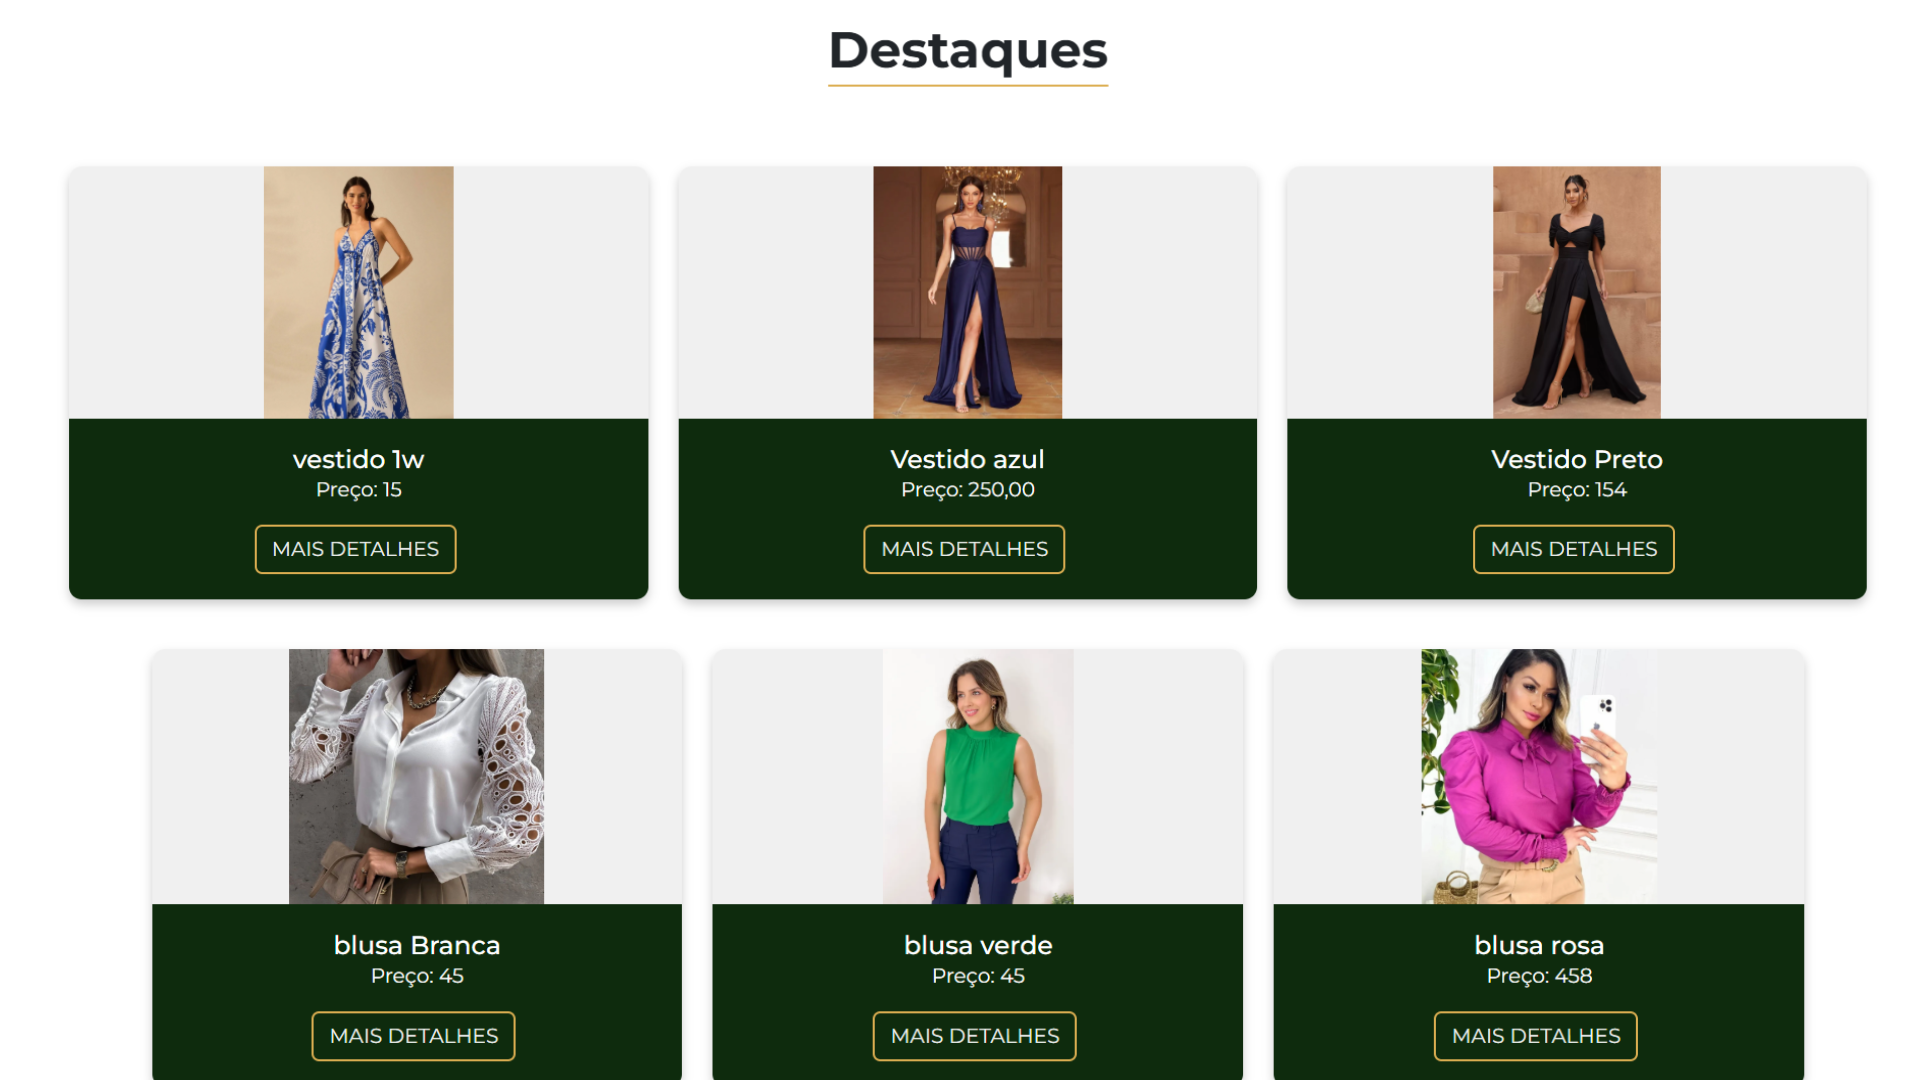 Destaques
vestido 1w
Preço: 15
MAIS DETALHES
Vestido azul
Preço: 250,00
MAIS DETALHES
Vestido Preto
Preço: 154
MAIS DETALHES
blusa Branca
Preço: 45
MAIS DETALHES
blusa verde
Preço: 45
MAIS DETALHES
blusa rosa
Preço: 458
MAIS DETALHES